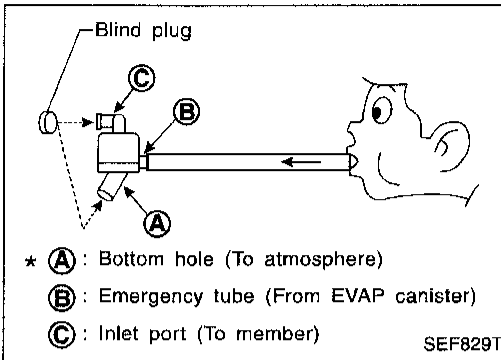 Blind plug
C
B
A
* A : Bottom hole (To atmosphere)
B : Emergency tube (From EVAP canister)
C : Inlet port (To member)
SEF829T